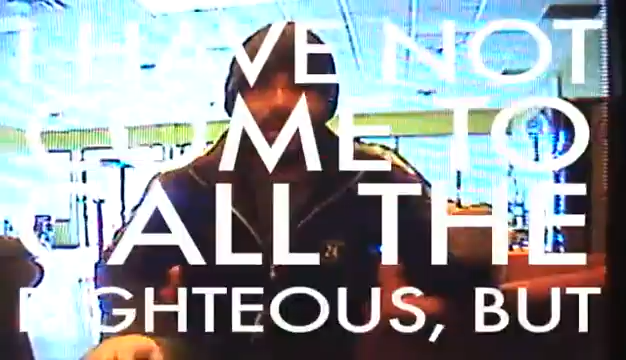 I HAVE NOT
COME TO
CALL THE
RIGHTEOUS, BUT